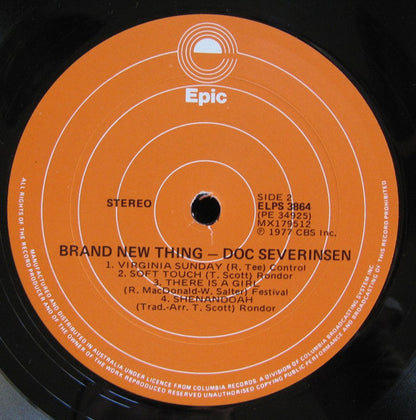 Epic
STEREO
SIDE 2
ELPS 3864
(PE 34925)
MX179512
℗ 1977 CBS Inc.
BRAND NEW THING – DOC SEVERINSEN
1. VIRGINIA SUNDAY (R. Tee) Control
2. SOFT TOUCH (T. Scott) Rondor
3. THERE IS A GIRL
(R. MacDonald-W. Salter) Festival
4. SHENANDOAH
(Trad.-Arr. T. Scott) Rondor
ALL RIGHTS OF THE RECORD PRODUCER AND OF THE OWNER OF THE WORK REPRODUCED RESERVED UNAUTHORISED COPYING PUBLIC PERFORMANCE AND BROADCASTING OF THIS RECORD PROHIBITED
MANUFACTURED AND DISTRIBUTED IN AUSTRALIA UNDER LICENCE FROM COLUMBIA RECORDS A DIVISION OF COLUMBIA BROADCASTING SYSTEM INC